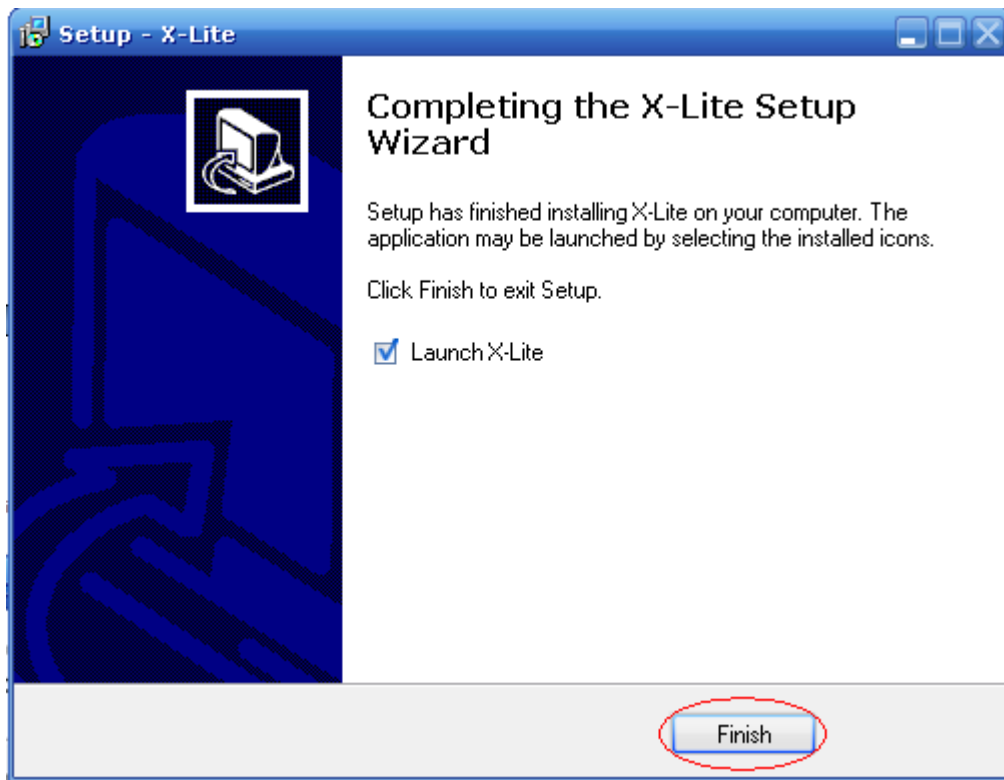 Setup - X-Lite
Completing the X-Lite Setup
Wizard
Setup has finished installing X-Lite on your computer. The
application may be launched by selecting the installed icons.
Click Finish to exit Setup.
Launch X-Lite
Finish